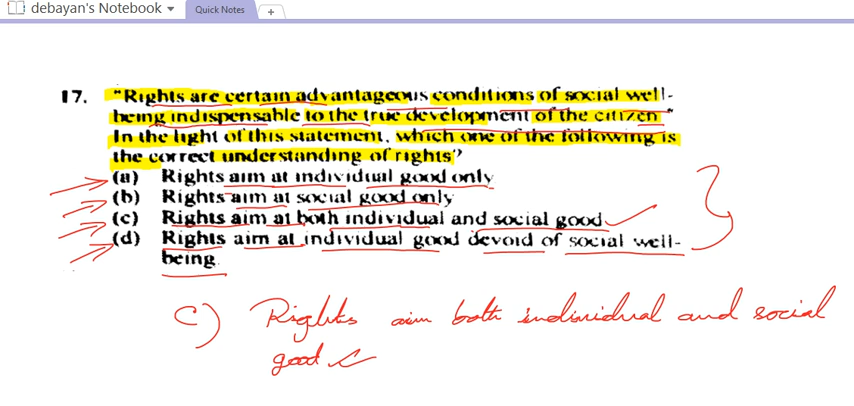 debayan's Notebook
Quick Notes
17. "Rights are certain advantageous conditions of social well-
being indispensable to the true development of the citizen"
In the light of this statement, which one of the following is
the correct understanding of rights?
(a) Rights aim at individual good only
(b) Rights aim at social good only
(c) Rights aim at both individual and social good
(d) Rights aim at individual good devoid of social well-
being
c) Rights aim both individual and social
good